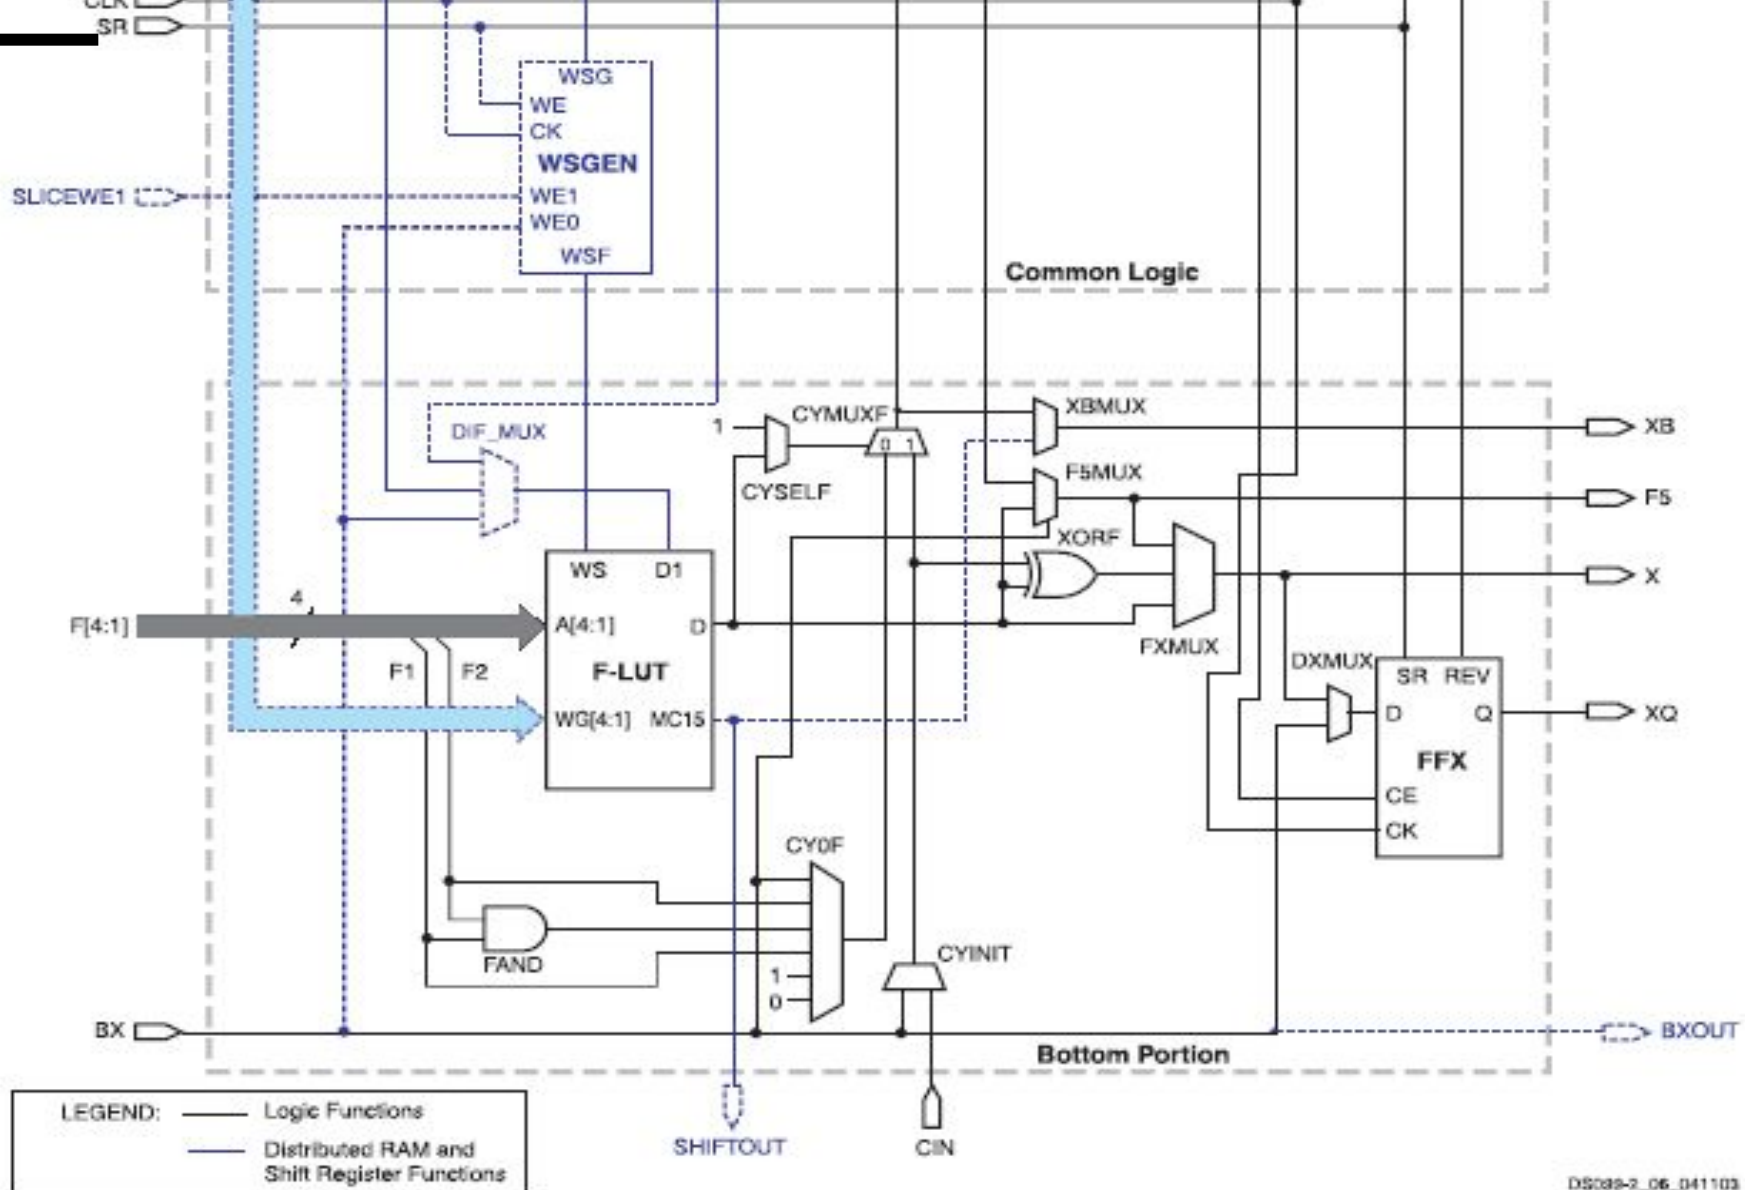 CLK
SR
WSG
WE
CK
WSGEN
SLICEWE1
WE1
WE0
WSF
Common Logic
DIF_MUX
1
CYMUXF
0 1
CYSELF
XBMUX
XB
F5MUX
F5
XORF
X
FXMUX
WS D1
4
F[4:1]
A[4:1] D
F1 F2
F-LUT
WG[4:1] MC15
DXMUX
SR REV
D Q
XQ
FFX
CE
CK
CY0F
FAND
1
0
CYINIT
BX
BXOUT
Bottom Portion
LEGEND:
Logic Functions
Distributed RAM and
Shift Register Functions
SHIFTOUT
CIN
DS099-2_06_041103